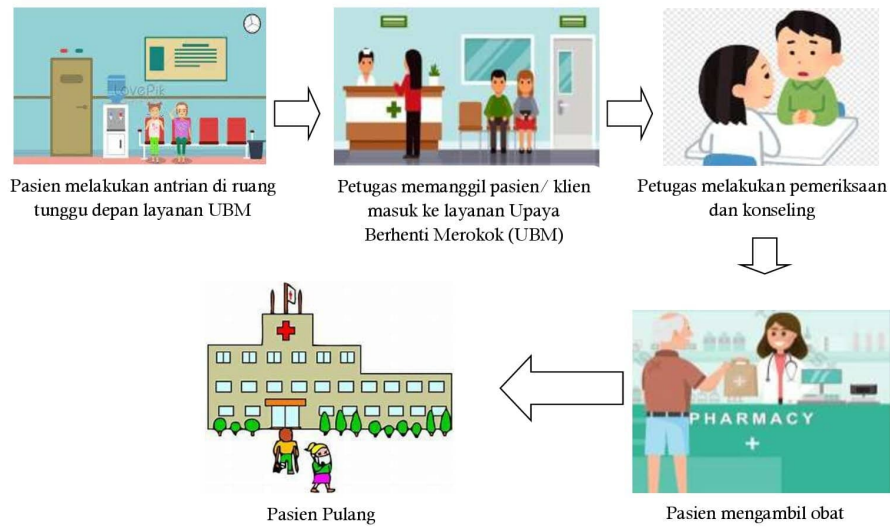 LovePik
Pasien melakukan antrian di ruang
tunggu depan layanan UBM
Petugas memanggil pasien/ klien
masuk ke layanan Upaya
Berhenti Merokok (UBM)
Petugas melakukan pemeriksaan
dan konseling
PHARMACY
Pasien mengambil obat
Pasien Pulang